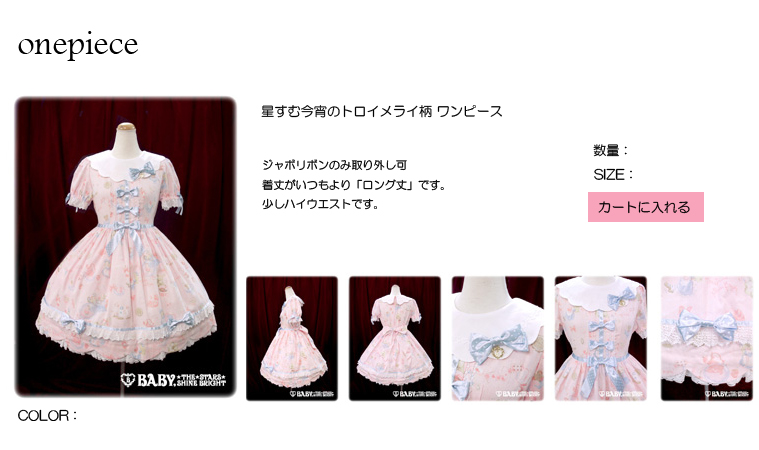 onepiece
星すむ今宵のトロイメライ柄 ワンピース
数量：
ジャボリボンのみ取り外し可
SIZE：
着丈がいつもより「ロング丈」です。
カートに入れる
少しハイウエストです。
BABY, ★THE★STARS★ SHINE BRIGHT
COLOR：